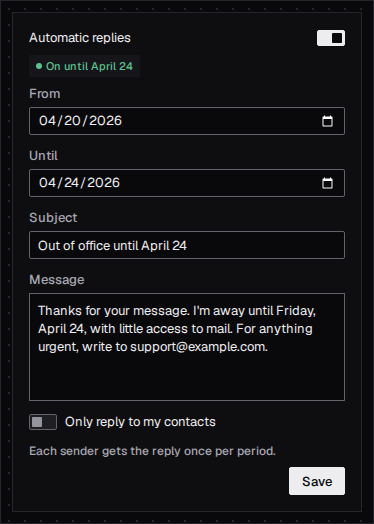 Automatic replies
On until April 24
From
04/20/2026
Until
04/24/2026
Subject
Out of office until April 24
Message
Thanks for your message. I'm away until Friday,
April 24, with little access to mail. For anything
urgent, write to support@example.com.
Only reply to my contacts
Each sender gets the reply once per period.
Save